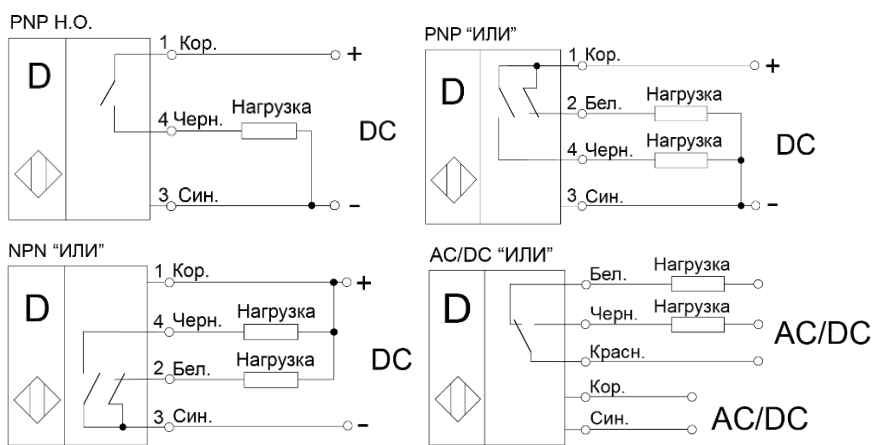 PNP Н.О.
D
1 Кор.
+
4 Черн.
Нагрузка
DC
3 Син.
-
PNP “ИЛИ”
D
1 Кор.
+
2 Бел.
Нагрузка
4 Черн.
Нагрузка
DC
3 Син.
-
NPN “ИЛИ”
D
1 Кор.
+
4 Черн.
Нагрузка
2 Бел.
Нагрузка
DC
3 Син.
-
AC/DC “ИЛИ”
D
Бел.
Нагрузка
Черн.
Нагрузка
AC/DC
Красн.
Кор.
Син.
AC/DC